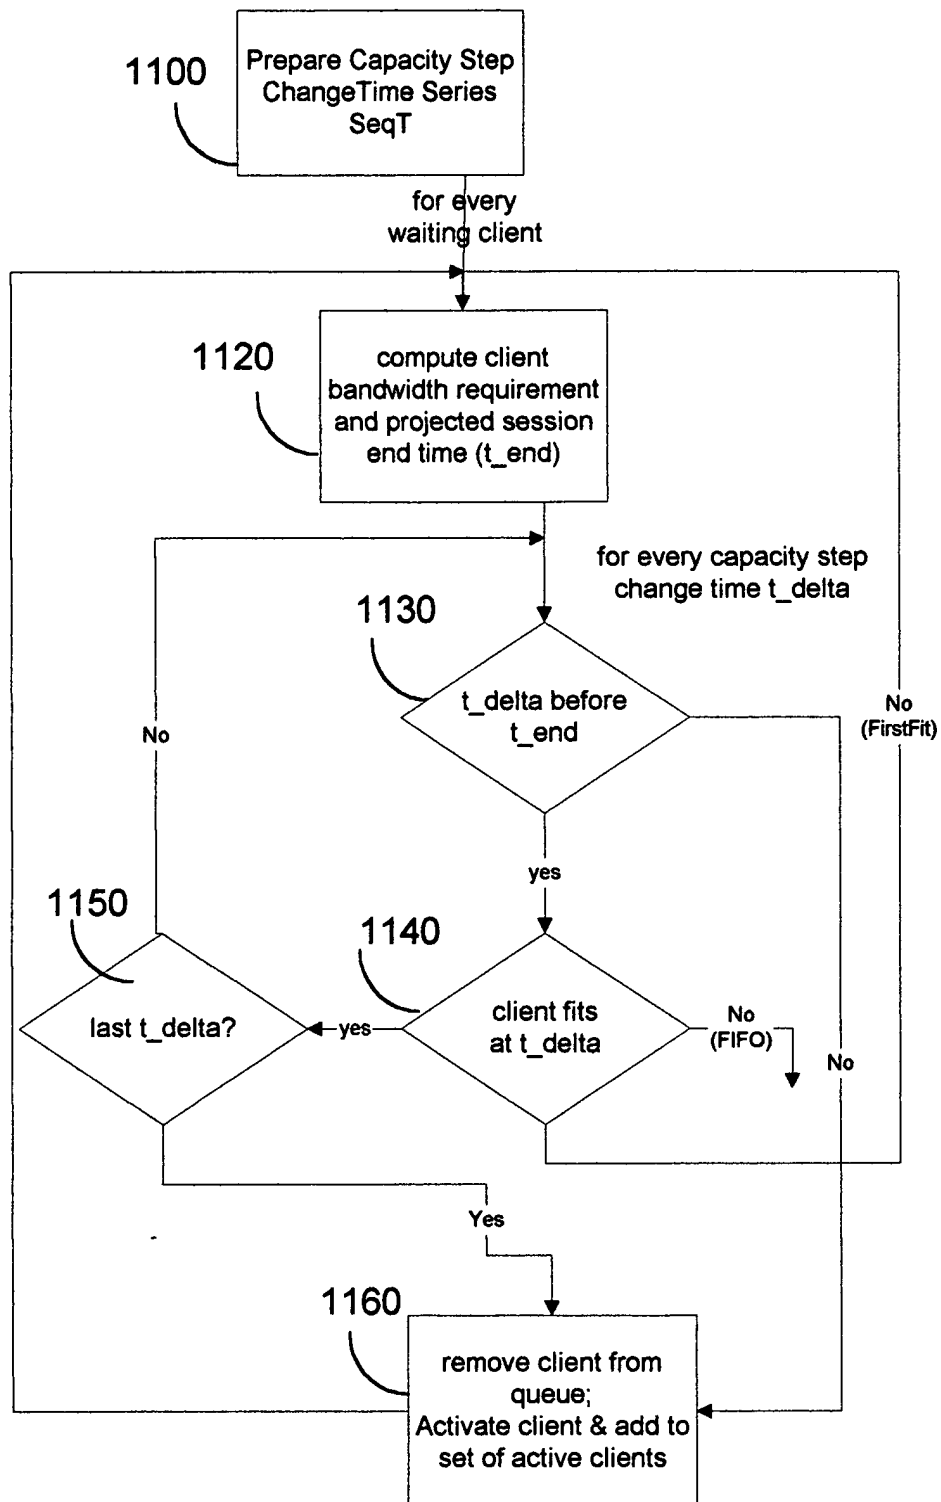 1100
Prepare Capacity Step
ChangeTime Series
SeqT
for every
waiting client
1120
compute client
bandwidth requirement
and projected session
end time (t_end)
for every capacity step
change time t_delta
1130
t_delta before
t_end
No
(FirstFit)
No
yes
1150
1140
last t_delta?
yes
client fits
at t_delta
No
(FIFO)
No
Yes
1160
remove client from
queue;
Activate client & add to
set of active clients